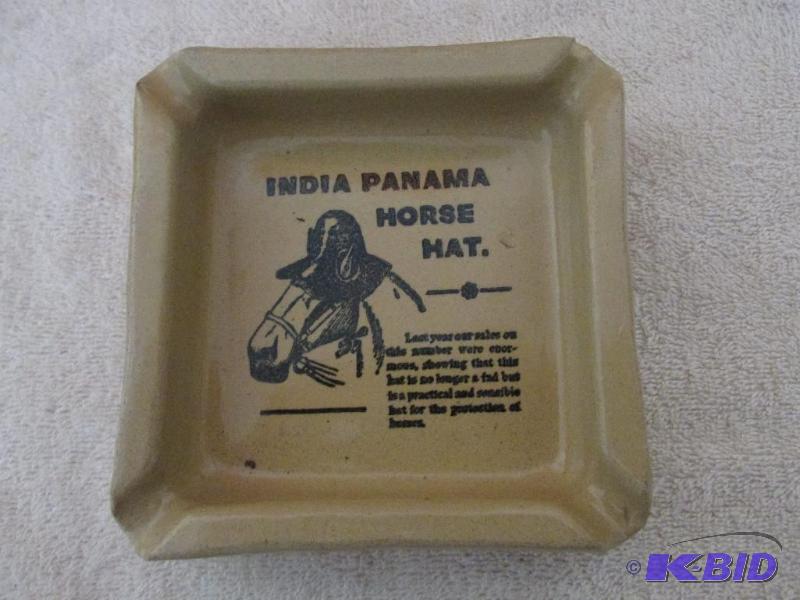 INDIA PANAMA
HORSE
HAT.
Last year our sales on
this number were enor-
mous, showing that this
hat is no longer a fad but
is a practical and sensible
hat for the protection of
horses.
© K-BID